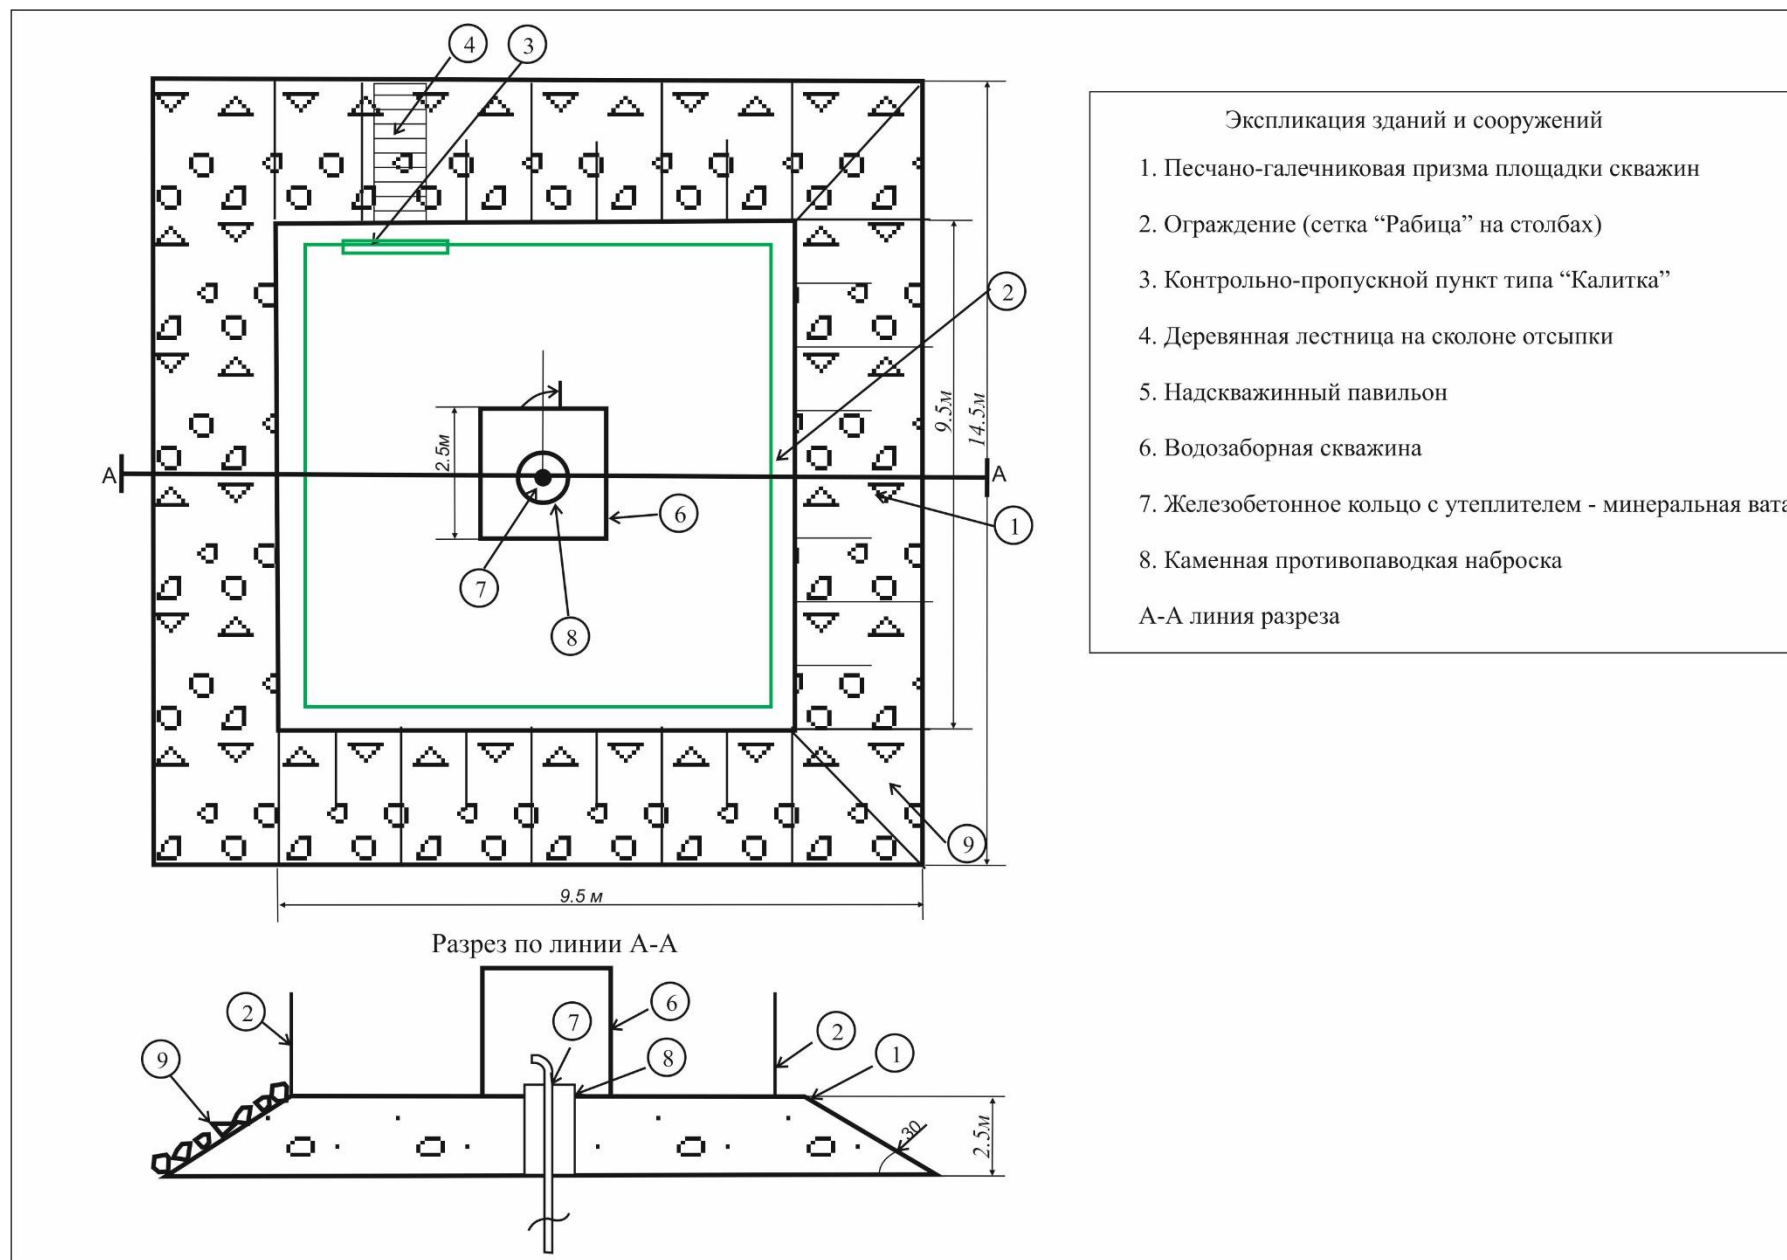 4
3
Экспликация зданий и сооружений
1. Песчано-галечниковая призма площадки скважин
2. Ограждение (сетка “Рабица” на столбах)
3. Контрольно-пропускной пункт типа “Калитка”
4. Деревянная лестница на сколоне отсыпки
5. Надскважинный павильон
6. Водозаборная скважина
7. Железобетонное кольцо с утеплителем - минеральная вата
8. Каменная противопаводкая наброска
А-А линия разреза
2
9.5м
14.5м
2.5м
А
А
6
1
7
8
9
9.5 м
Разрез по линии А-А
2
7
6
2
8
1
9
30
2.5м